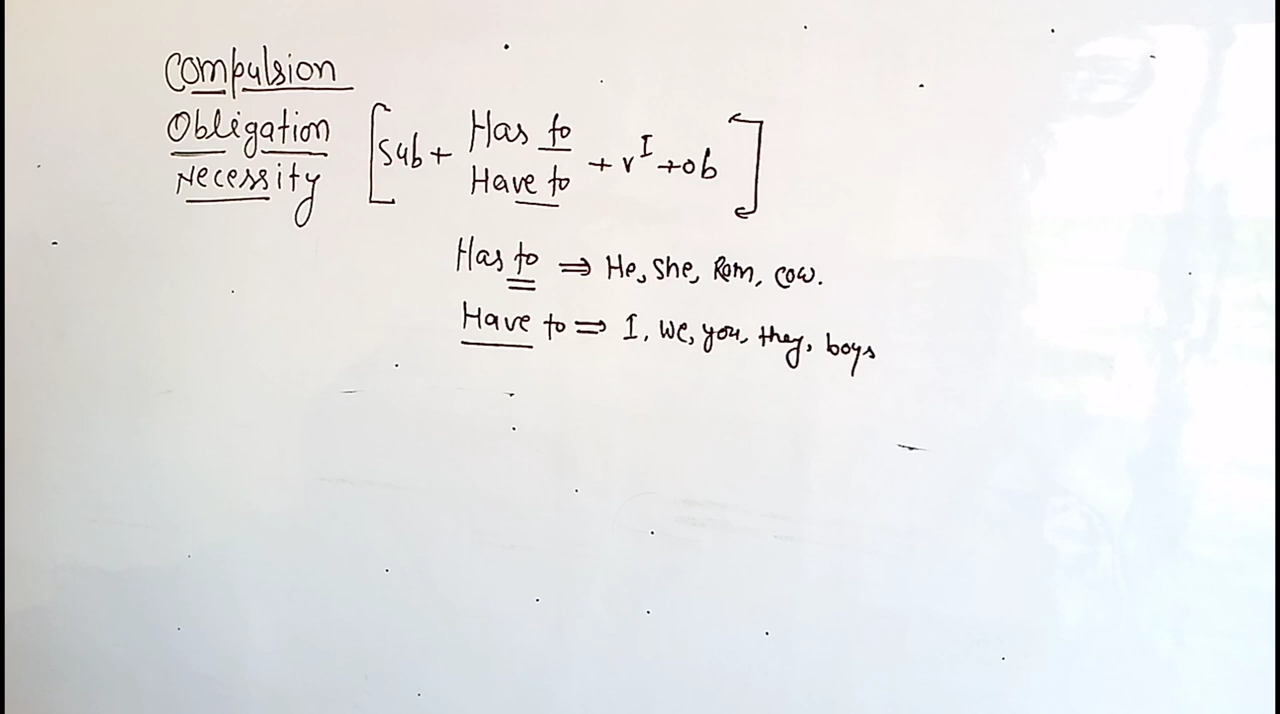 Compulsion
Obligation
Necessity
[Sub + Has to / Have to + v^I + ob]
Has to ⇒ He, She, Ram, cow.
Have to ⇒ I, we, you, they, boys